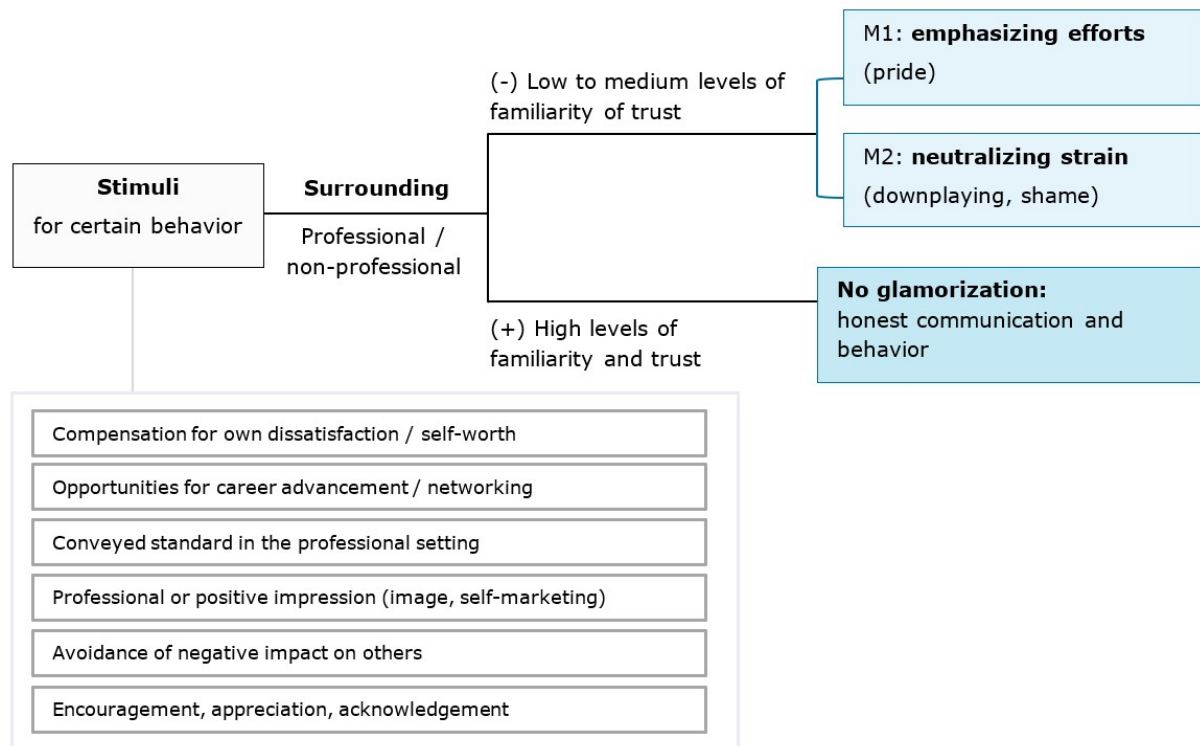 Stimuli
for certain behavior
Surrounding
Professional /
non-professional
(-) Low to medium levels of
familiarity of trust
M1: emphasizing efforts
(pride)
M2: neutralizing strain
(downplaying, shame)
(+) High levels of
familiarity and trust
No glamorization:
honest communication and
behavior
Compensation for own dissatisfaction / self-worth
Opportunities for career advancement / networking
Conveyed standard in the professional setting
Professional or positive impression (image, self-marketing)
Avoidance of negative impact on others
Encouragement, appreciation, acknowledgement